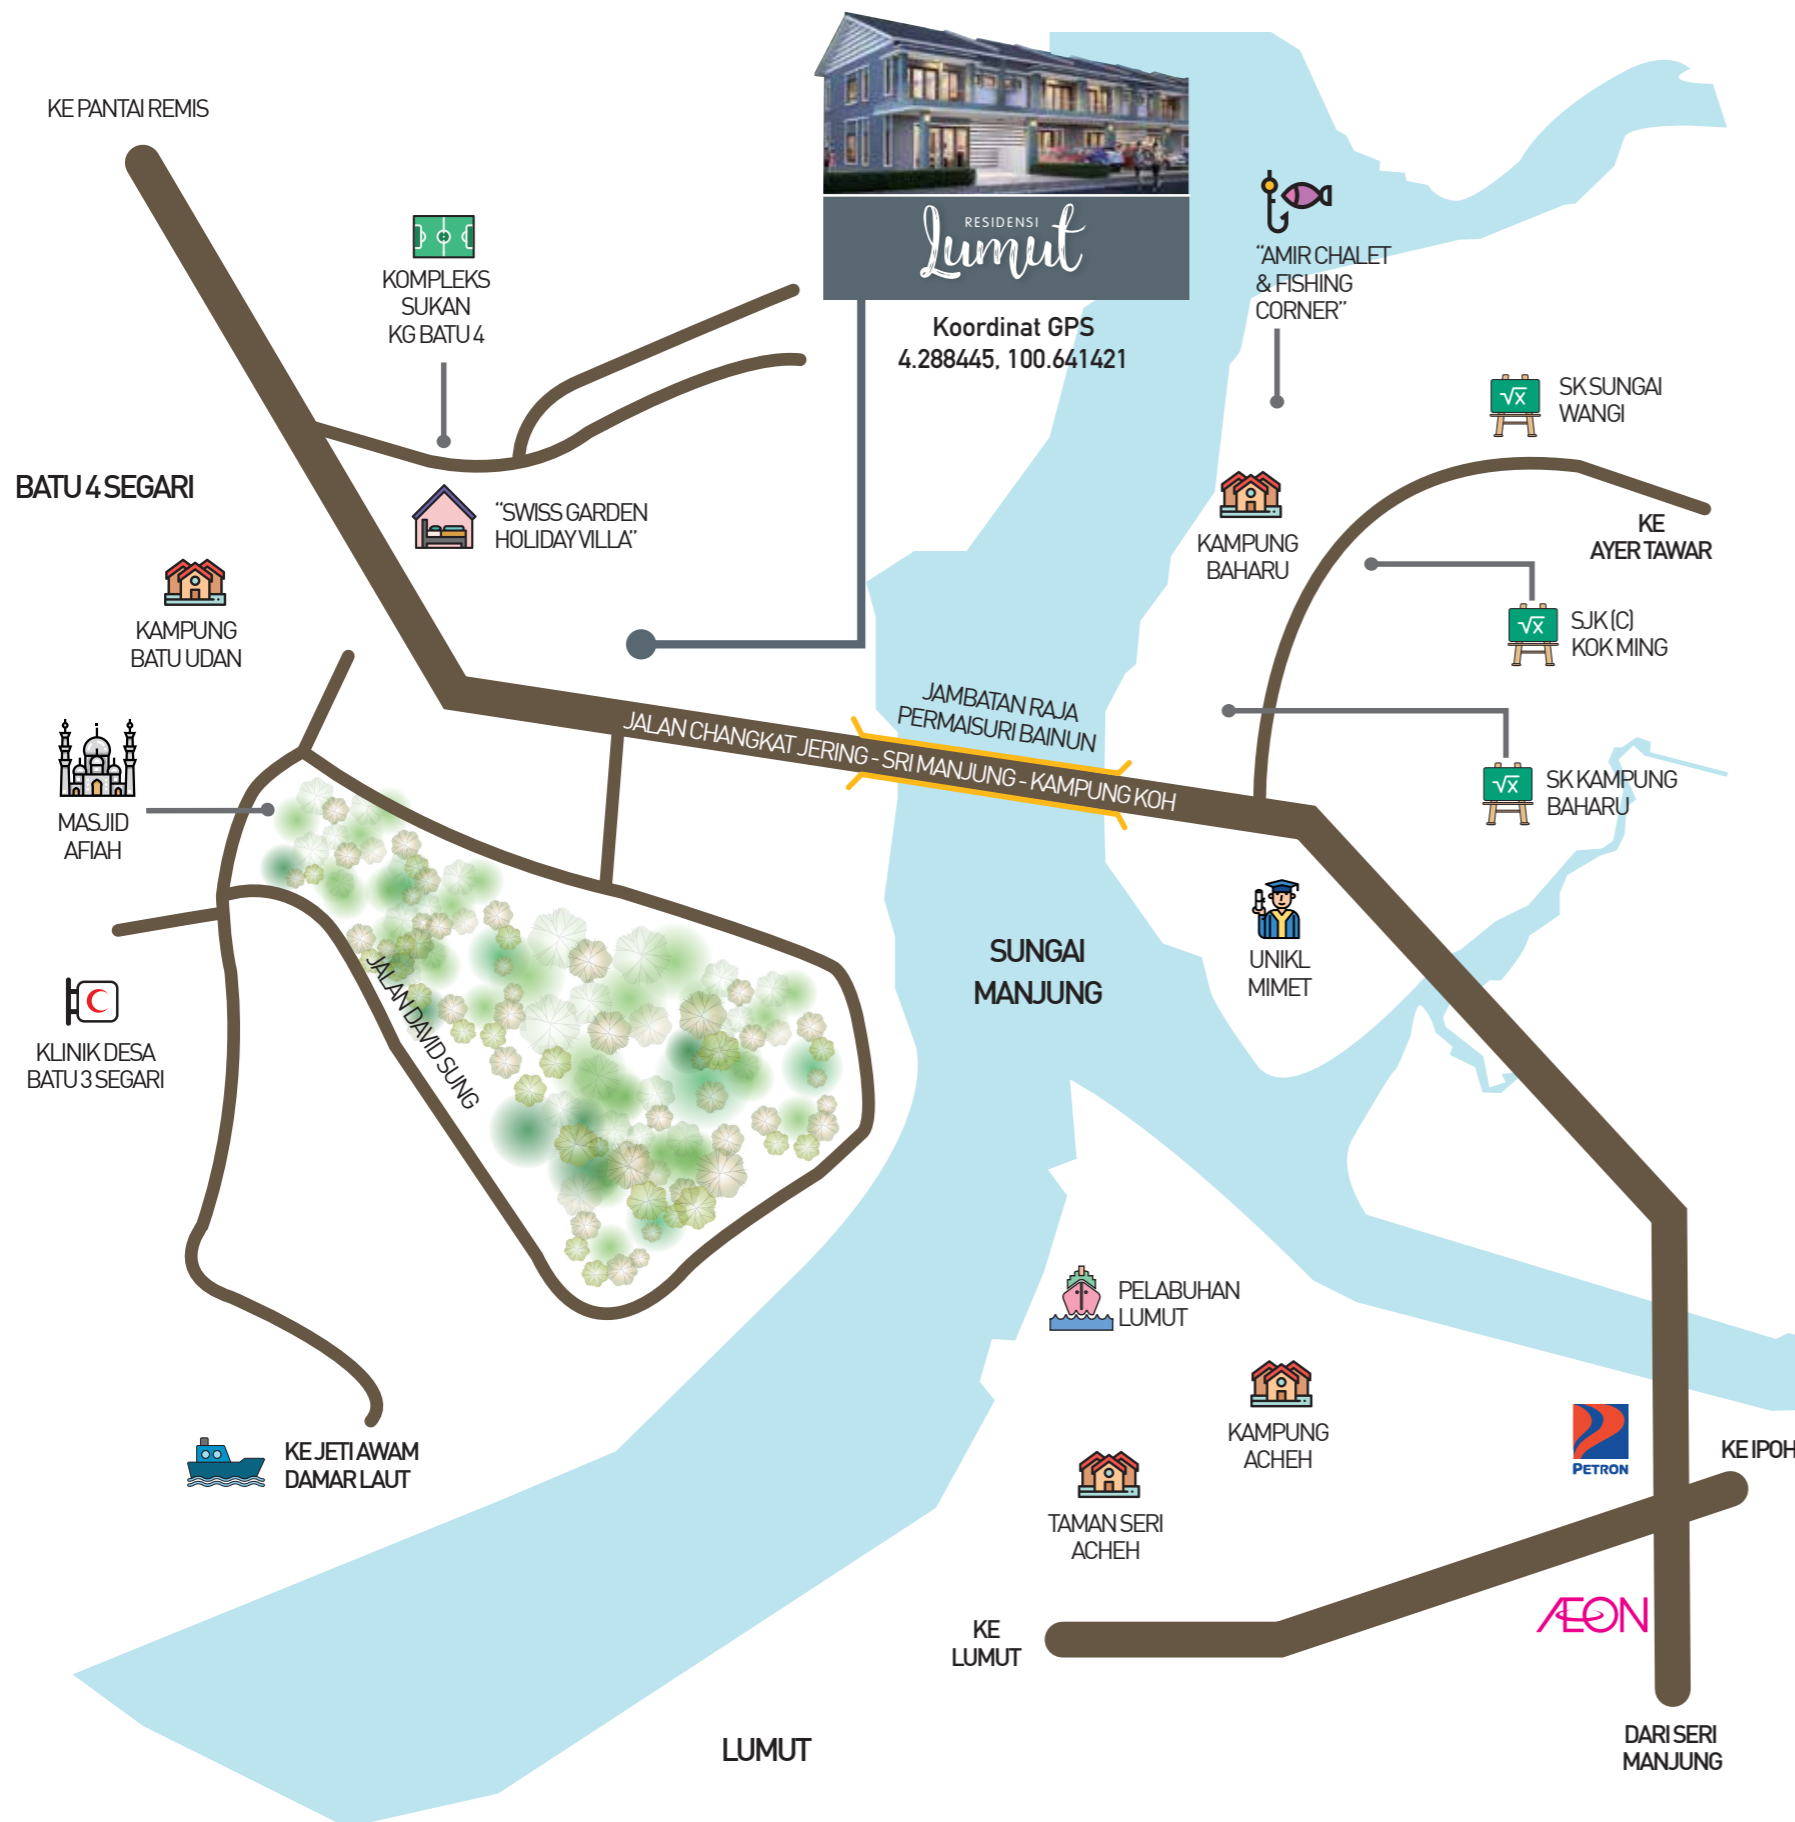 KE PANTAI REMIS
RESIDENSI
Lumut
Koordinat GPS
4.288445, 100.641421
KOMPLEKS
SUKAN
KG BATU 4
"AMIR CHALET
& FISHING
CORNER"
SK SUNGAI
WANGI
BATU 4 SEGARI
"SWISS GARDEN
HOLIDAY VILLA"
KAMPUNG
BAHARU
KE
AYER TAWAR
KAMPUNG
BATU UDAN
SJK (C)
KOK MING
JAMBATAN RAJA
PERMAISURI BAINUN
JALAN CHANGKAT JERING - SRI MANJUNG - KAMPUNG KOH
SK KAMPUNG
BAHARU
MASJID
AFIAH
UNIKL
MIMET
SUNGAI
MANJUNG
JALAN DAVID SUNG
KLINIK DESA
BATU 3 SEGARI
PELABUHAN
LUMUT
KAMPUNG
ACHEH
PETRON
KE IPOH
KE JETI AWAM
DAMAR LAUT
TAMAN SERI
ACHEH
KE
LUMUT
ÆON
LUMUT
DARI SERI
MANJUNG
√x
√x
√x